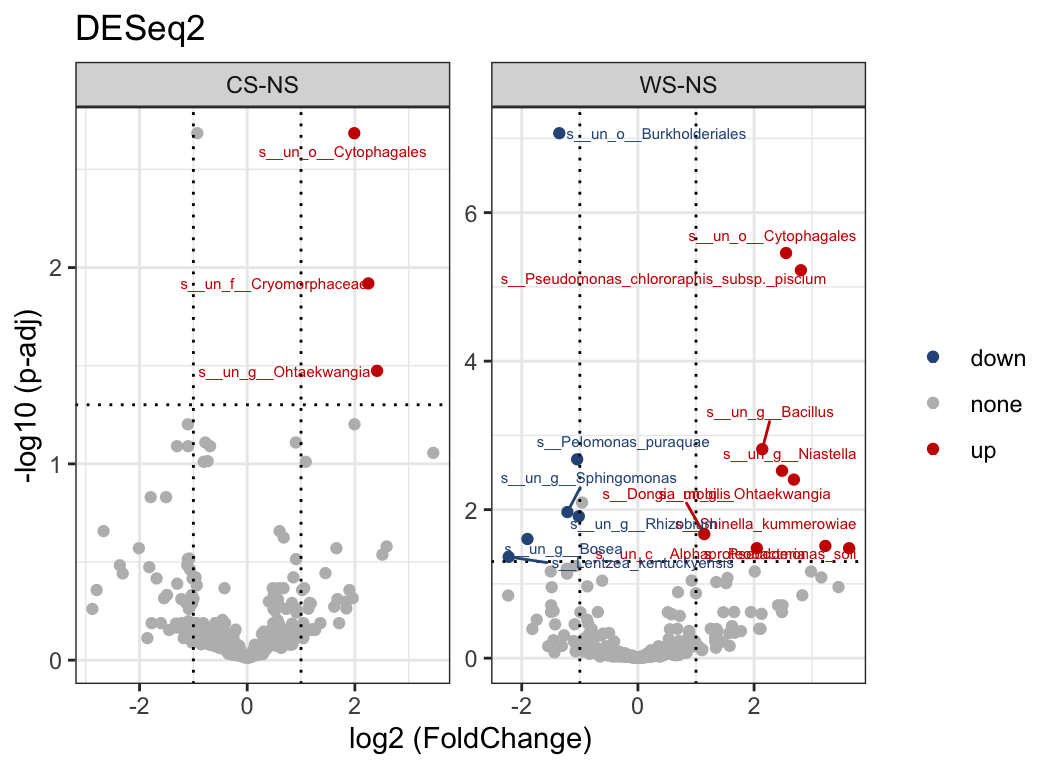 DESeq2
CS-NS
WS-NS
s__un_o__Cytophagales
s__un_f__Cryomorphaceae
s__un_g__Ohtaekwangia
s__un_o__Burkholderiales
s__un_o__Cytophagales
s__Pseudomonas_chlororaphis_subsp._piscium
s__un_g__Bacillus
s__Pelomonas_puraquae
s__un_g__Niastella
s__un_g__Sphingomonas
s__Dongia_mobilis
s__un_g__Ohtaekwangia
s__un_g__Rhizobium
s__Shinella_kummerowiae
s__un_g__Bosea
s__un_c__Alphaproteobacteria
s__Lentzea_kentuckyensis
2
1
0
6
4
2
0
-2
0
2
-2
0
2
-log10 (p-adj)
log2 (FoldChange)
down
none
up